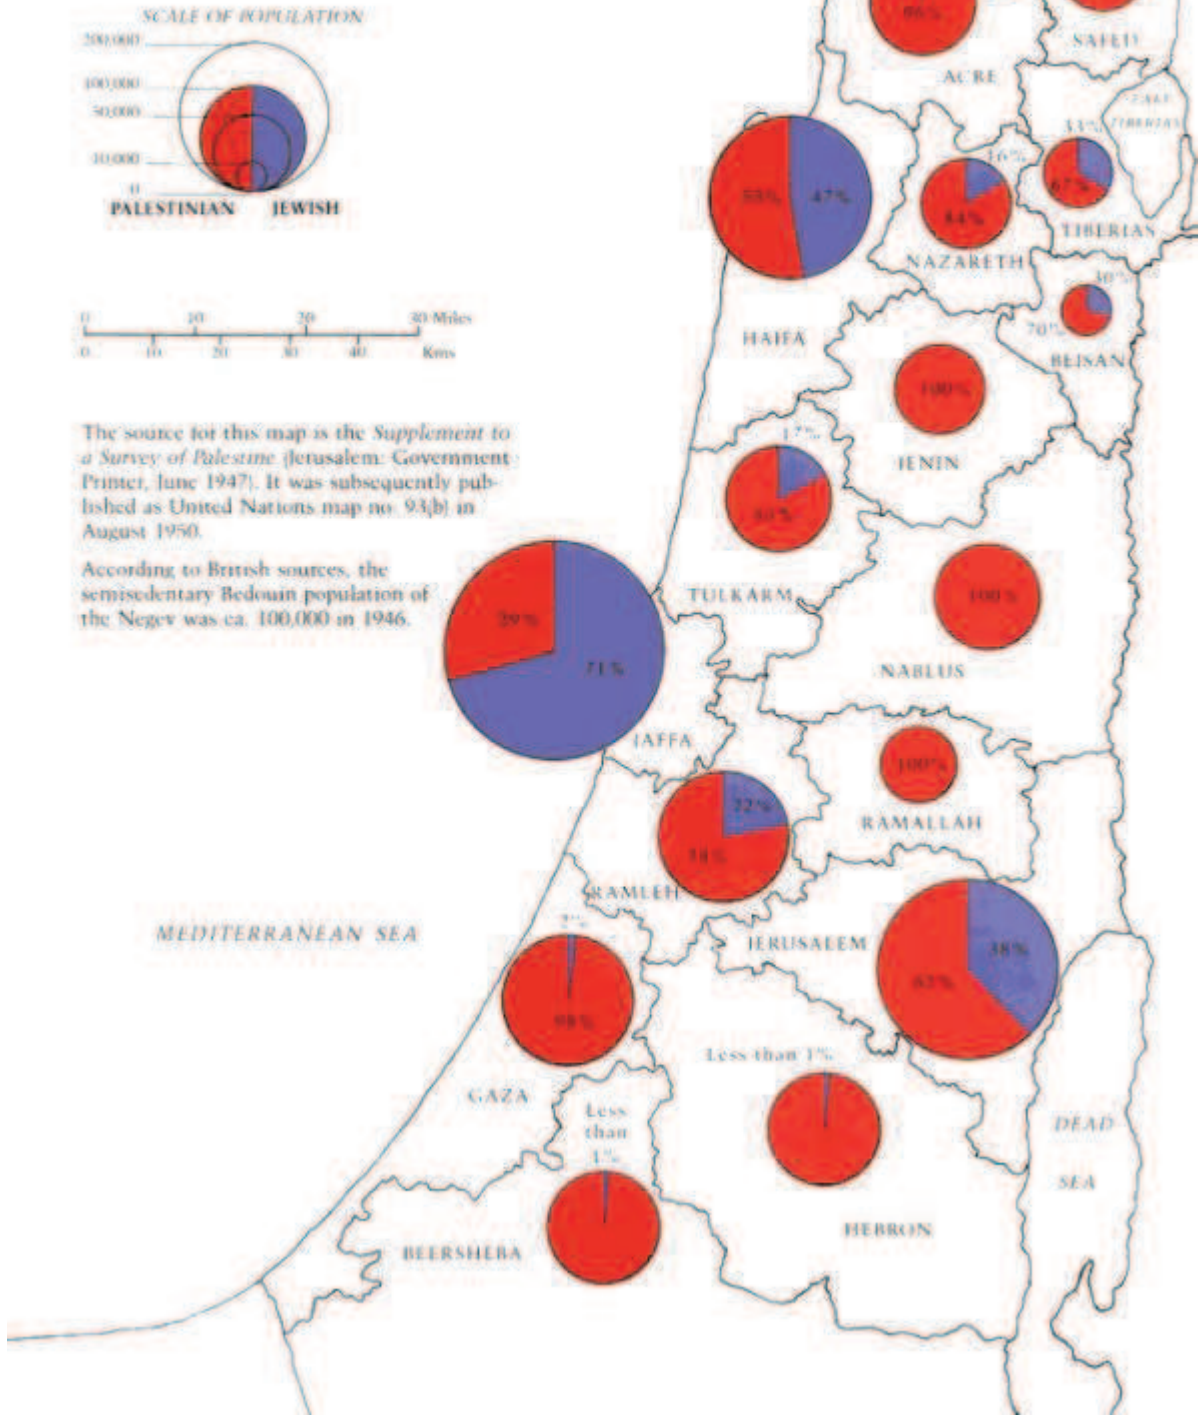 SCALE OF POPULATION
200,000
100,000
50,000
10,000
0
PALESTINIAN JEWISH
0 10 20 30 Miles
0 10 20 30 40 Kms
The source for this map is the Supplement to
a Survey of Palestine (Jerusalem: Government
Printer, June 1947). It was subsequently pub-
lished as United Nations map no. 93(b) in
August 1950.
According to British sources, the
semisedentary Bedouin population of
the Negev was ca. 100,000 in 1946.
96%
SAFED
ACRE
LAKE
TIBERIAS
33%
67%
TIBERIAS
16%
84%
NAZARETH
53% 47%
HAIFA
30%
70%
BEISAN
100%
JENIN
17%
TULKARM
100%
NABLUS
29%
71%
JAFFA
100%
RAMALLAH
22%
78%
RAMLEH
MEDITERRANEAN SEA
2%
98%
GAZA
JERUSALEM
38%
62%
Less than 1%
HEBRON
Less
than
1%
BEERSHEBA
DEAD
SEA